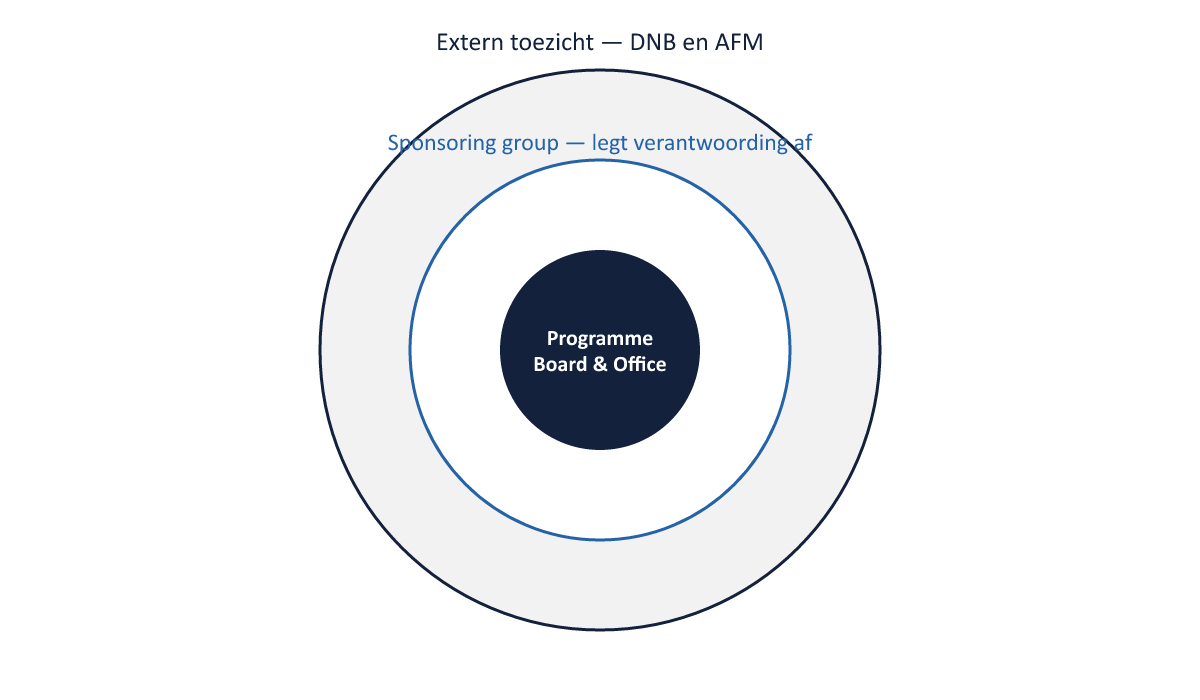 Extern toezicht — DNB en AFM
Sponsoring group — legt verantwoording af
Programme
Board & Office